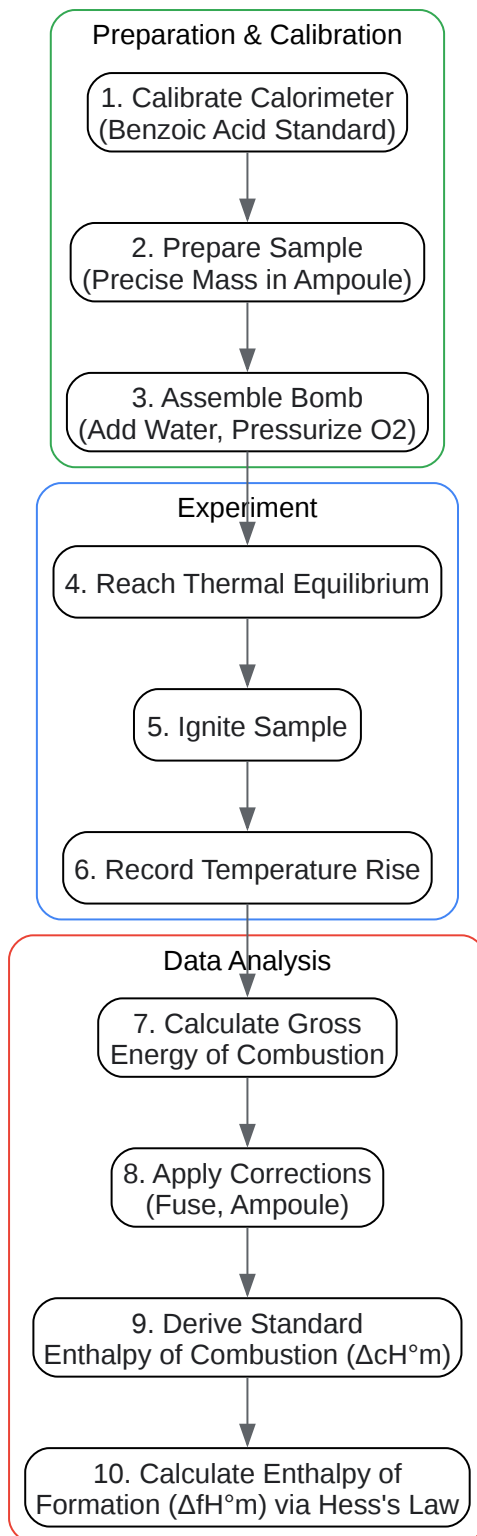 Preparation & Calibration
1. Calibrate Calorimeter
(Benzoic Acid Standard)
2. Prepare Sample
(Precise Mass in Ampoule)
3. Assemble Bomb
(Add Water, Pressurize O2)
Experiment
4. Reach Thermal Equilibrium
5. Ignite Sample
6. Record Temperature Rise
Data Analysis
7. Calculate Gross
Energy of Combustion
8. Apply Corrections
(Fuse, Ampoule)
9. Derive Standard
Enthalpy of Combustion (ΔcH°m)
10. Calculate Enthalpy of
Formation (ΔfH°m) via Hess's Law